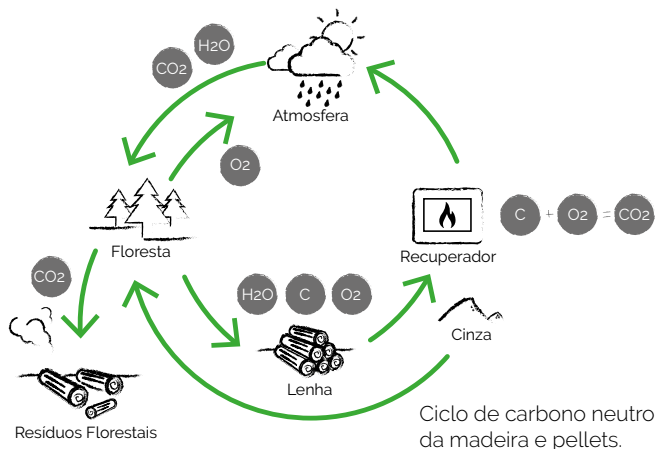 H2O
CO2
Atmosfera
O2
Floresta
C + O2 = CO2
Recuperador
CO2
H2O C O2
Cinza
Lenha
Resíduos Florestais
Ciclo de carbono neutro
da madeira e pellets.